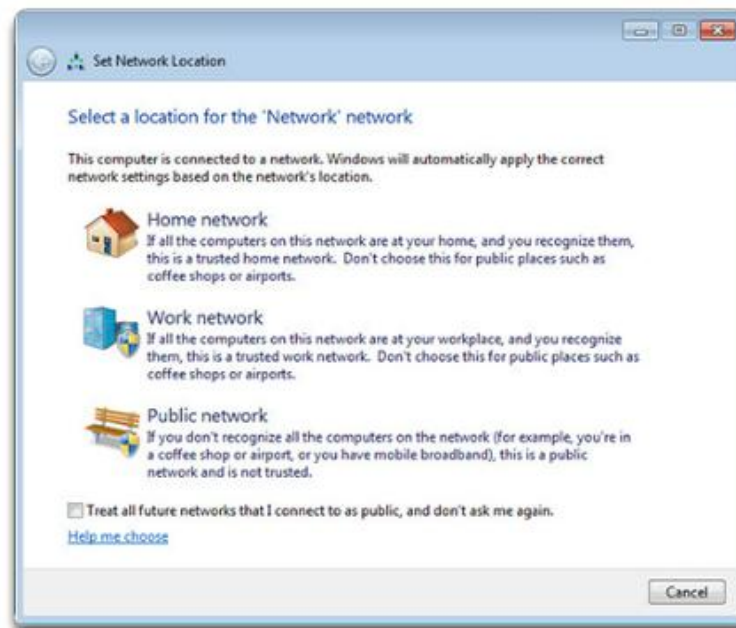 Set Network Location
Select a location for the 'Network' network
This computer is connected to a network. Windows will automatically apply the correct
network settings based on the network's location.
Home network
If all the computers on this network are at your home, and you recognize them,
this is a trusted home network. Don't choose this for public places such as
coffee shops or airports.
Work network
If all the computers on this network are at your workplace, and you recognize
them, this is a trusted work network. Don't choose this for public places such as
coffee shops or airports.
Public network
If you don't recognize all the computers on the network (for example, you're in
a coffee shop or airport, or you have mobile broadband), this is a public
network and is not trusted.
Treat all future networks that I connect to as public, and don't ask me again.
Help me choose
Cancel